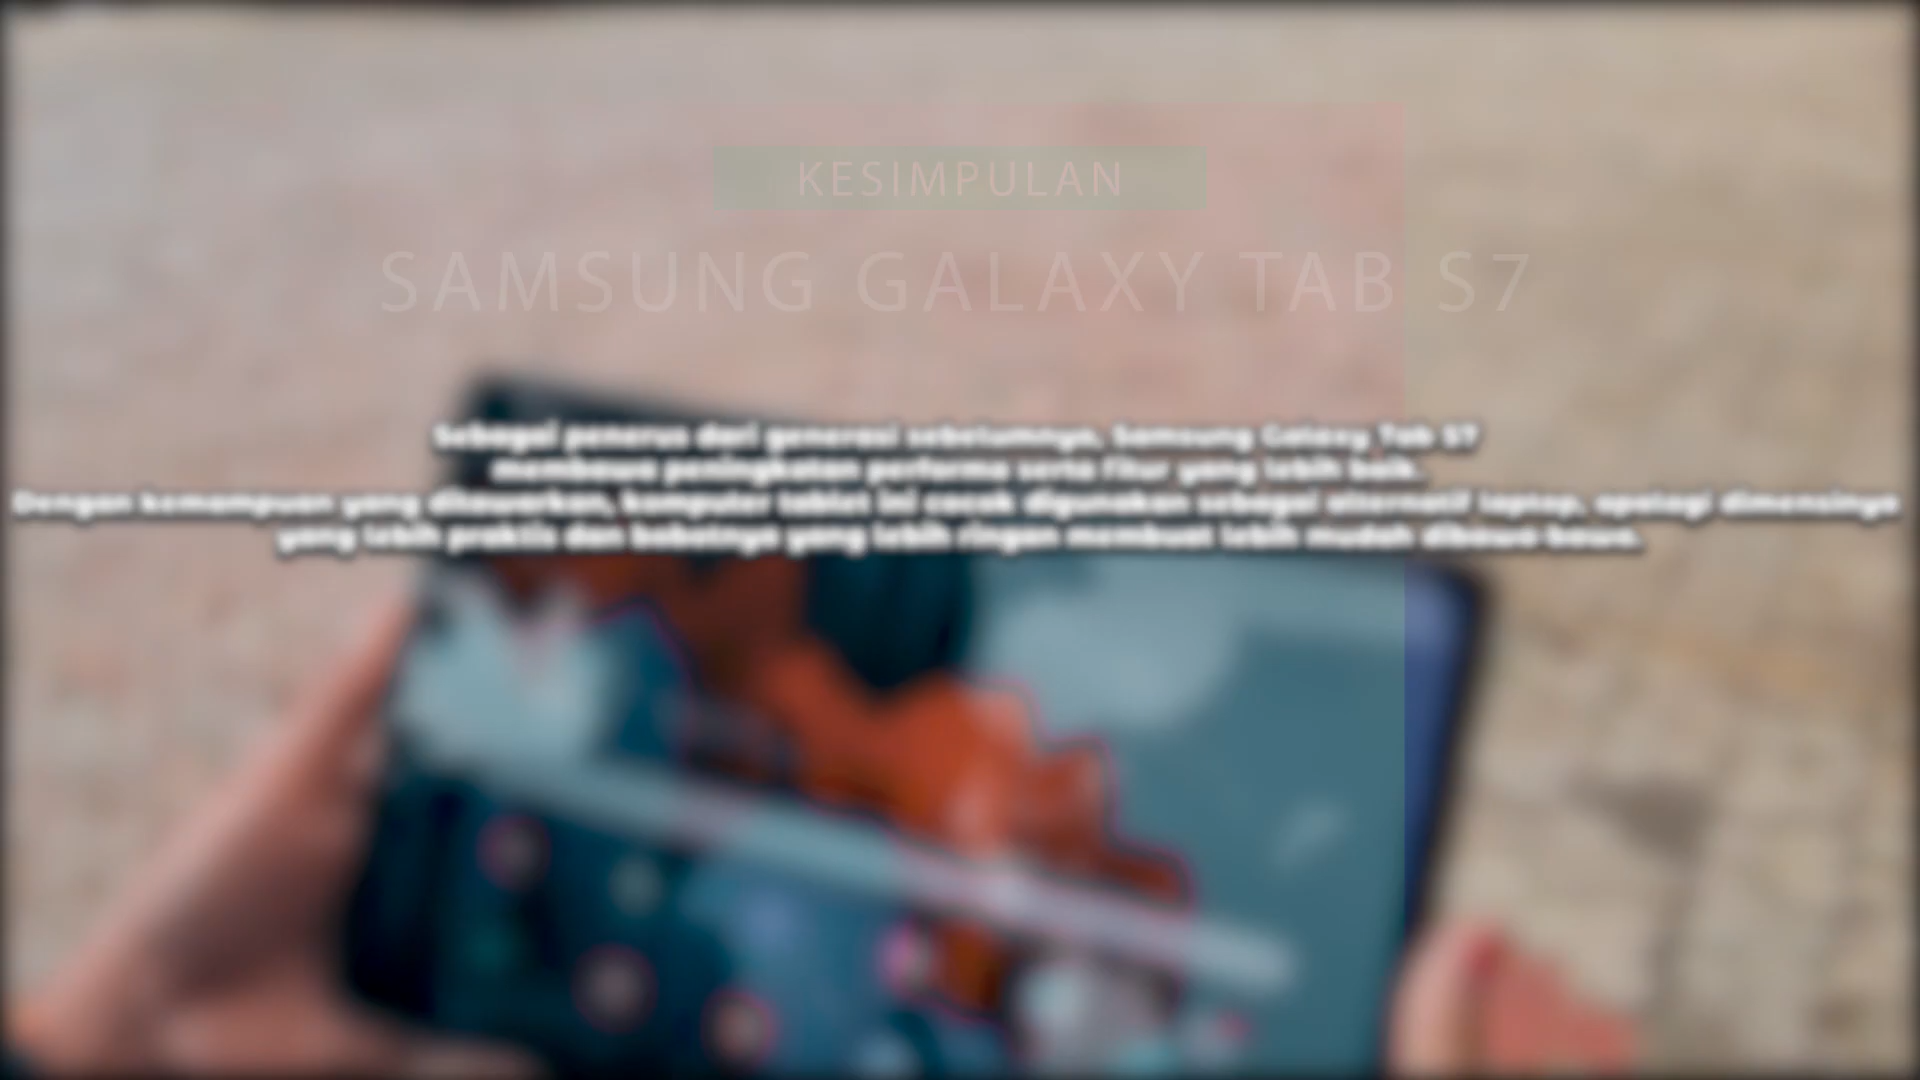 KESIMPULAN
SAMSUNG GALAXY TAB S7
Sebagai penerus dari generasi sebelumnya, Samsung Galaxy Tab S7
membawa peningkatan performa serta fitur yang lebih baik.
Dengan kemampuan yang ditawarkan, komputer tablet ini cocok digunakan sebagai alternatif laptop, apalagi dimensinya
yang lebih praktis dan bobotnya yang lebih ringan membuat lebih mudah dibawa-bawa.